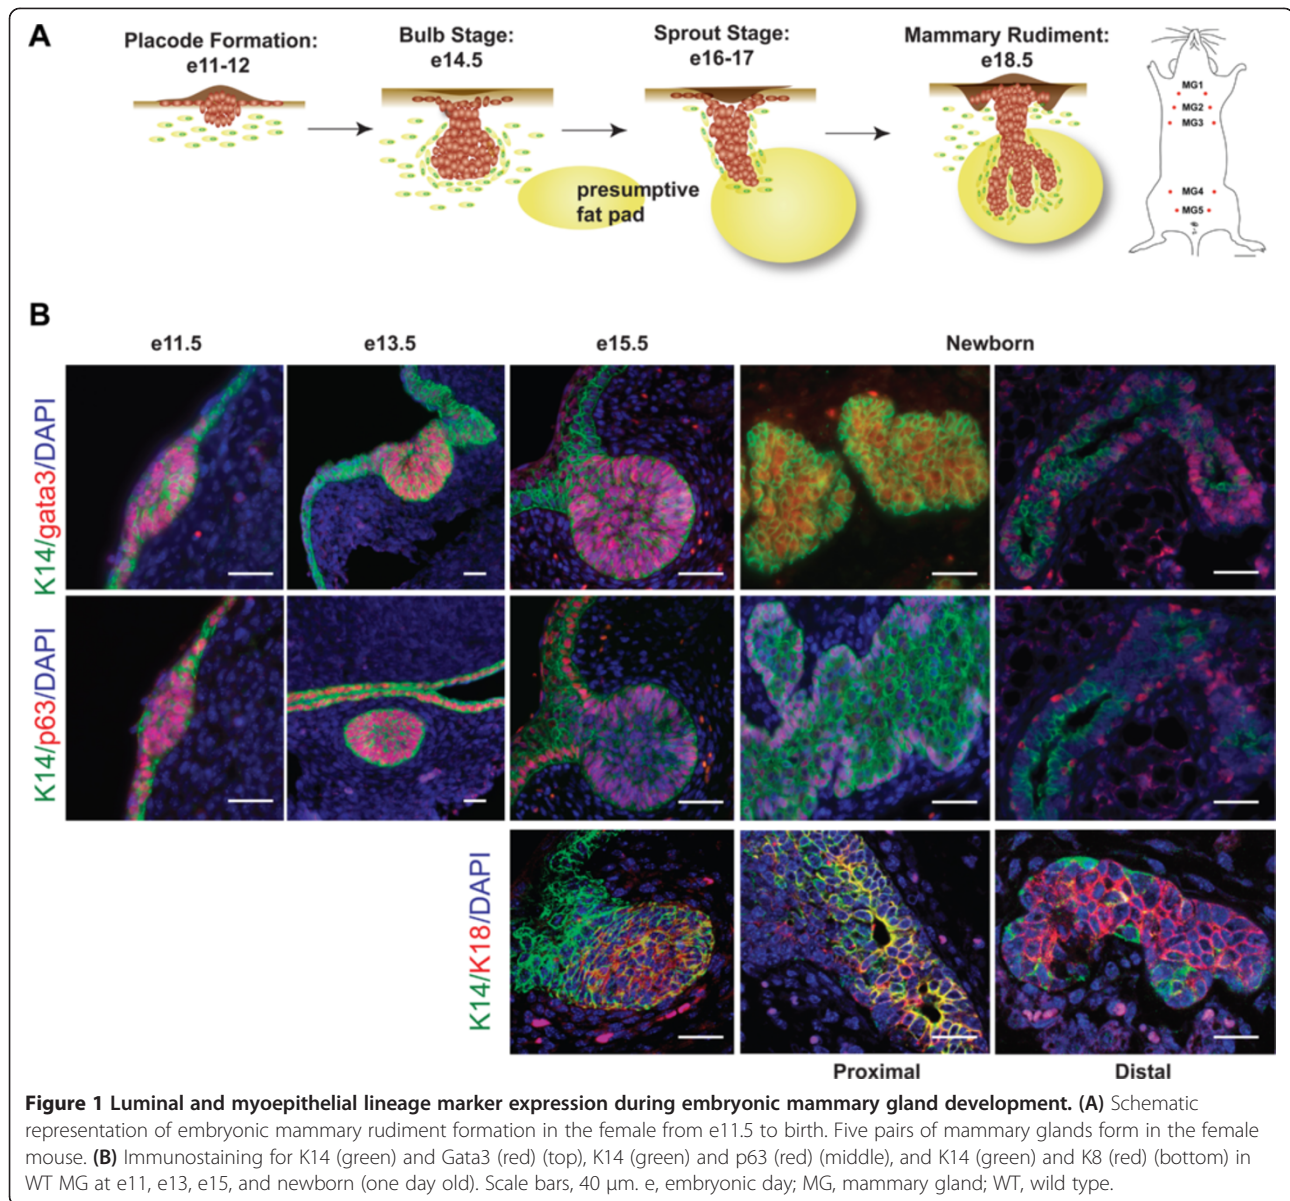 A
Placode Formation:
e11-12
Bulb Stage:
e14.5
Sprout Stage:
e16-17
Mammary Rudiment:
e18.5
presumptive
fat pad
MG1
MG2
MG3
MG4
MG5
B
e11.5
e13.5
e15.5
Newborn
K14/gata3/DAPI
K14/p63/DAPI
K14/K18/DAPI
Proximal
Distal
Figure 1 Luminal and myoepithelial lineage marker expression during embryonic mammary gland development. (A) Schematic
representation of embryonic mammary rudiment formation in the female from e11.5 to birth. Five pairs of mammary glands form in the female
mouse. (B) Immunostaining for K14 (green) and Gata3 (red) (top), K14 (green) and p63 (red) (middle), and K14 (green) and K8 (red) (bottom) in
WT MG at e11, e13, e15, and newborn (one day old). Scale bars, 40 μm. e, embryonic day; MG, mammary gland; WT, wild type.